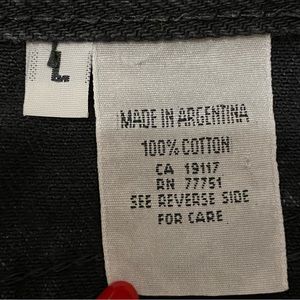 L
MADE IN ARGENTINA
100% COTTON
CA 19117
RN 77751
SEE REVERSE SIDE
FOR CARE